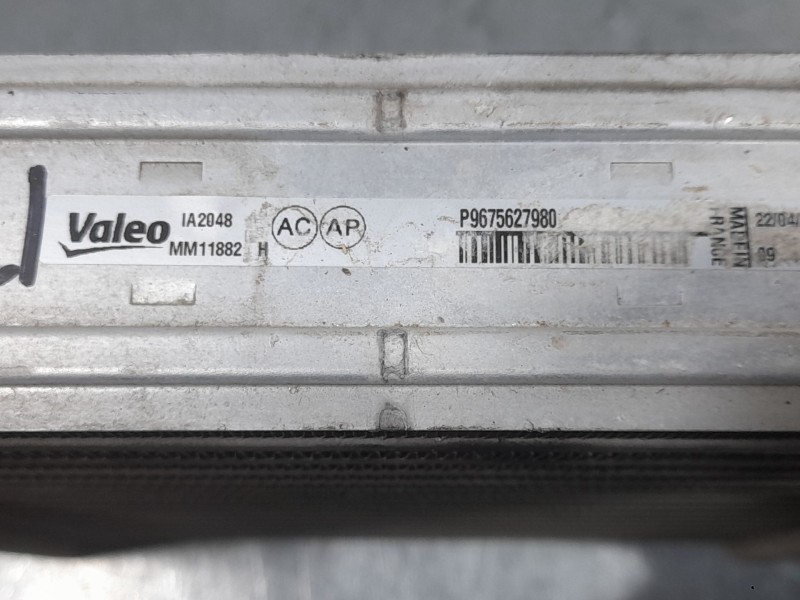 Valeo
IA2048
MM11882 H
AC AP
P9675627980
MADE IN
FRANCE
22/04/
09